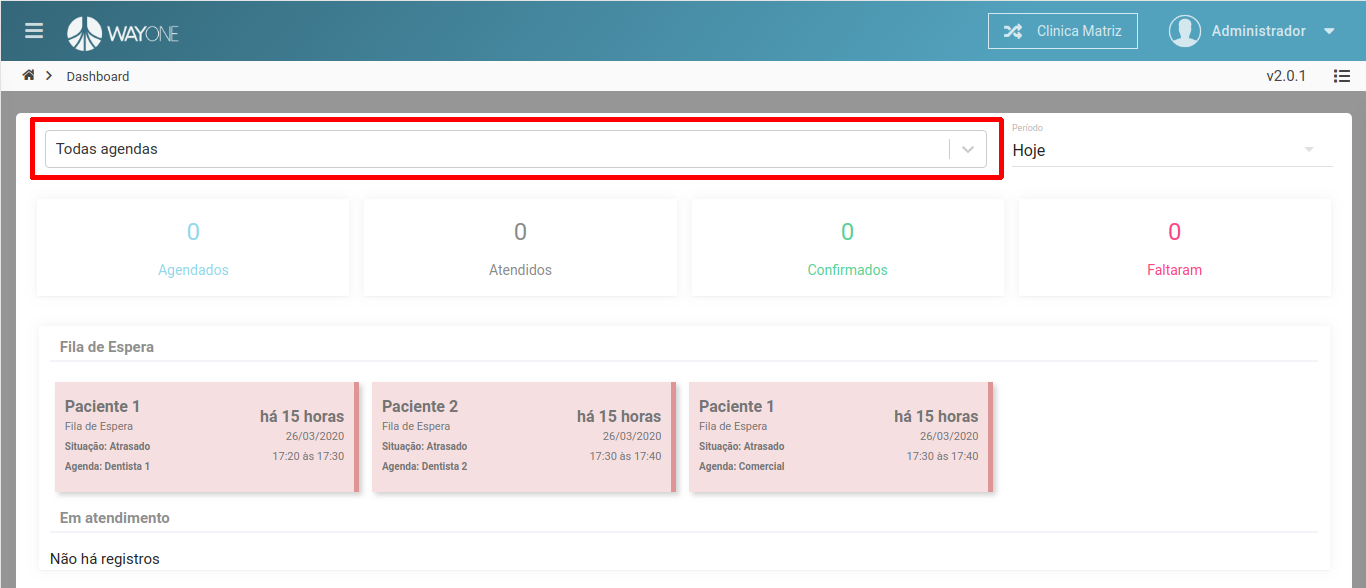 WAYONE
Clinica Matriz
Administrador
Dashboard
v2.0.1
Todas agendas
Período
Hoje
0
Agendados
0
Atendidos
0
Confirmados
0
Faltaram
Fila de Espera
Paciente 1
Fila de Espera
Situação: Atrasado
Agenda: Dentista 1
há 15 horas
26/03/2020
17:20 às 17:30
Paciente 2
Fila de Espera
Situação: Atrasado
Agenda: Dentista 2
há 15 horas
26/03/2020
17:30 às 17:40
Paciente 1
Fila de Espera
Situação: Atrasado
Agenda: Comercial
há 15 horas
26/03/2020
17:30 às 17:40
Em atendimento
Não há registros